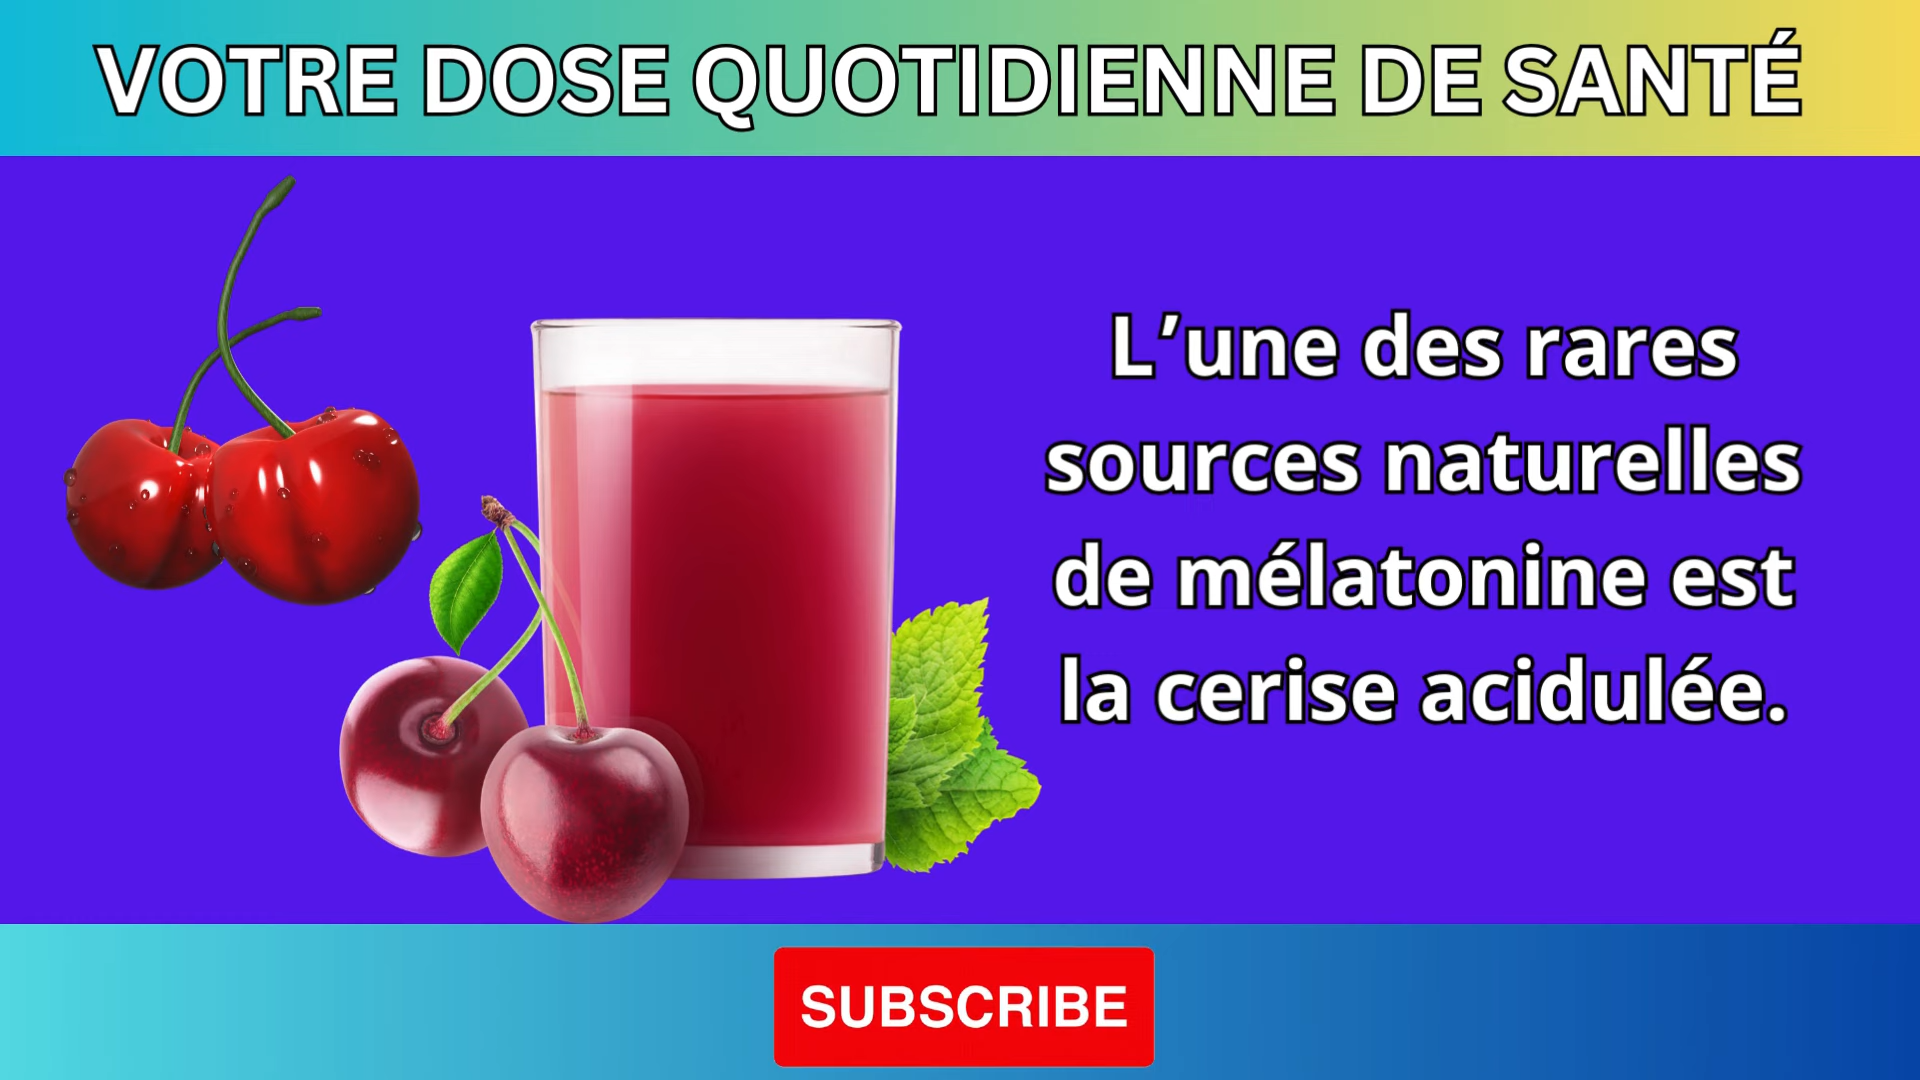 VOTRE DOSE QUOTIDIENNE DE SANTÉ
L’une des rares
sources naturelles
de mélatonine est
la cerise acidulée.
SUBSCRIBE